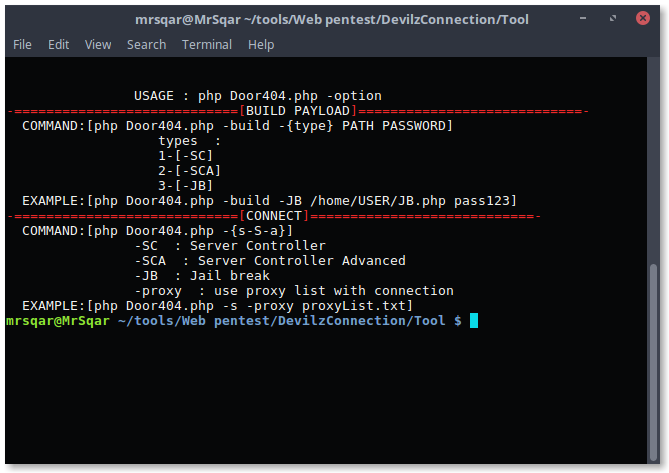 mrsqar@MrSqar ~/tools/Web pentest/DevilzConnection/Tool
File Edit View Search Terminal Help
USAGE : php Door404.php -option
-============================[BUILD PAYLOAD]============================-
COMMAND:[php Door404.php -build -{type} PATH PASSWORD]
types :
1-[-SC]
2-[-SCA]
3-[-JB]
EXAMPLE:[php Door404.php -build -JB /home/USER/JB.php pass123]
-============================[CONNECT]============================-
COMMAND:[php Door404.php -{s-S-a}]
-SC : Server Controller
-SCA : Server Controller Advanced
-JB : Jail break
-proxy : use proxy list with connection
EXAMPLE:[php Door404.php -s -proxy proxyList.txt]
mrsqar@MrSqar ~/tools/Web pentest/DevilzConnection/Tool $